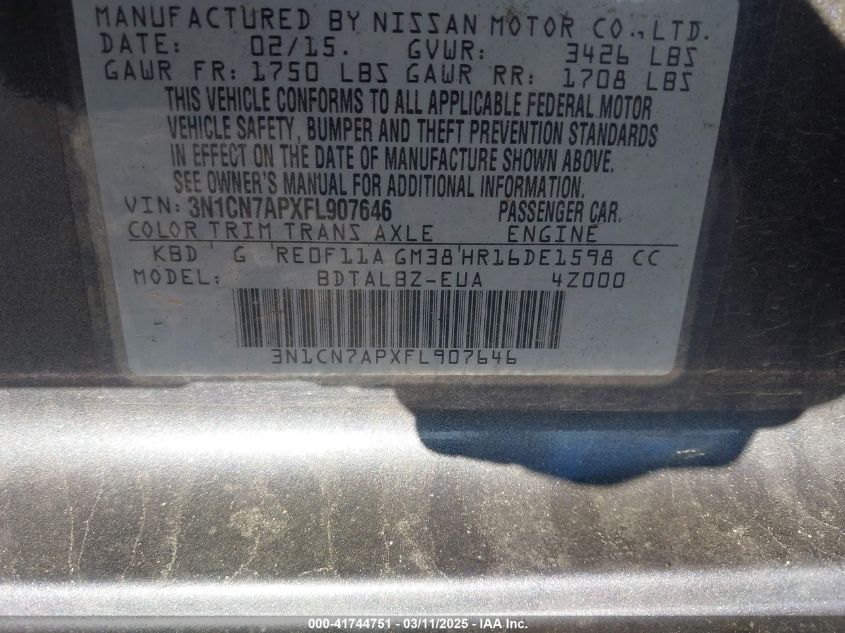 MANUFACTURED BY NISSAN MOTOR CO., LTD.
DATE: 02/15. GVWR: 3426 LBS
GAWR FR: 1750 LBS GAWR RR: 1708 LBS
THIS VEHICLE CONFORMS TO ALL APPLICABLE FEDERAL MOTOR
VEHICLE SAFETY, BUMPER AND THEFT PREVENTION STANDARDS
IN EFFECT ON THE DATE OF MANUFACTURE SHOWN ABOVE.
SEE OWNER'S MANUAL FOR ADDITIONAL INFORMATION.
VIN: 3N1CN7APXFL907646 PASSENGER CAR.
COLOR TRIM TRANS AXLE ENGINE
KBD G RE0F11A GM38 HR16DE1598 CC
MODEL: BDTALBZ-EUA 4Z000
3N1CN7APXFL907646
000-41744751 - 03/11/2025 - IAA Inc.